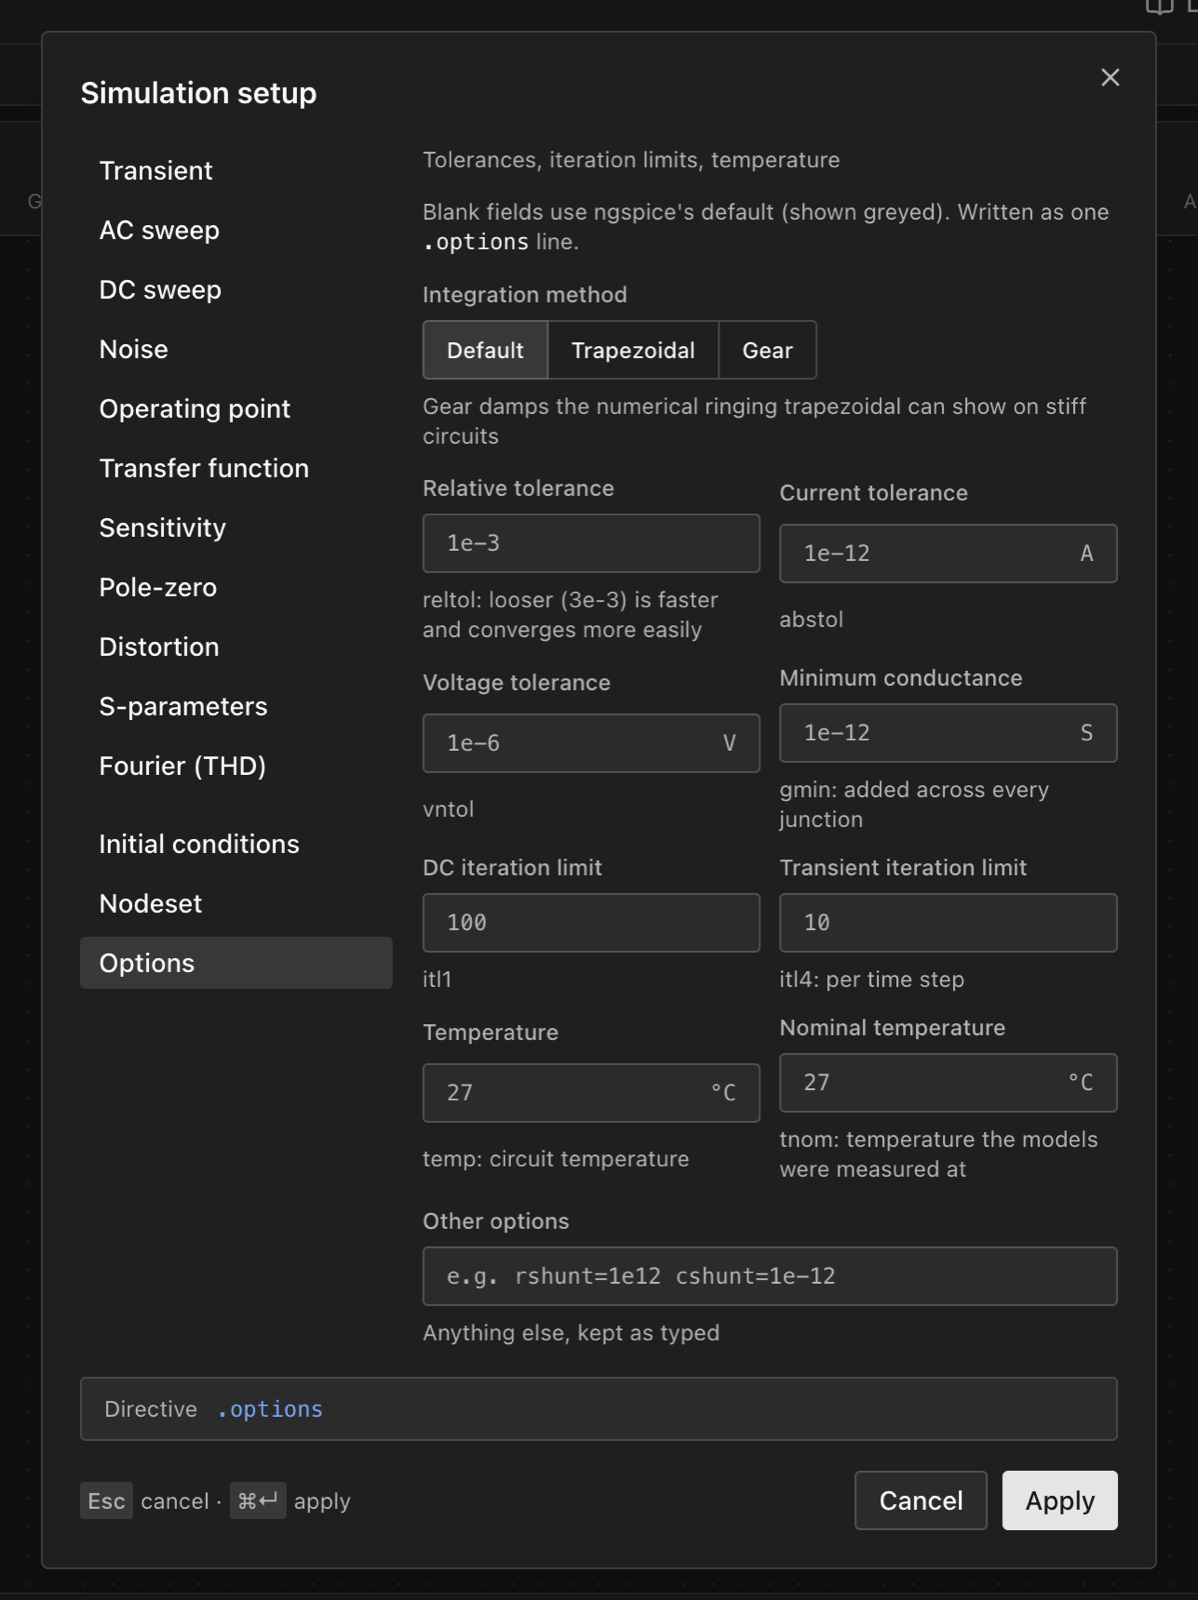 Simulation setup
Transient
AC sweep
DC sweep
Noise
Operating point
Transfer function
Sensitivity
Pole-zero
Distortion
S-parameters
Fourier (THD)
Initial conditions
Nodeset
Options
Tolerances, iteration limits, temperature
Blank fields use ngspice's default (shown greyed). Written as one
.options line.
Integration method
Default Trapezoidal Gear
Gear damps the numerical ringing trapezoidal can show on stiff
circuits
Relative tolerance
1e-3
reltol: looser (3e-3) is faster
and converges more easily
Current tolerance
1e-12 A
abstol
Voltage tolerance
1e-6 V
vntol
Minimum conductance
1e-12 S
gmin: added across every
junction
DC iteration limit
100
itl1
Transient iteration limit
10
itl4: per time step
Temperature
27 °C
temp: circuit temperature
Nominal temperature
27 °C
tnom: temperature the models
were measured at
Other options
e.g. rshunt=1e12 cshunt=1e-12
Anything else, kept as typed
Directive .options
Esc cancel · ⌘↵ apply
Cancel
Apply
G
A